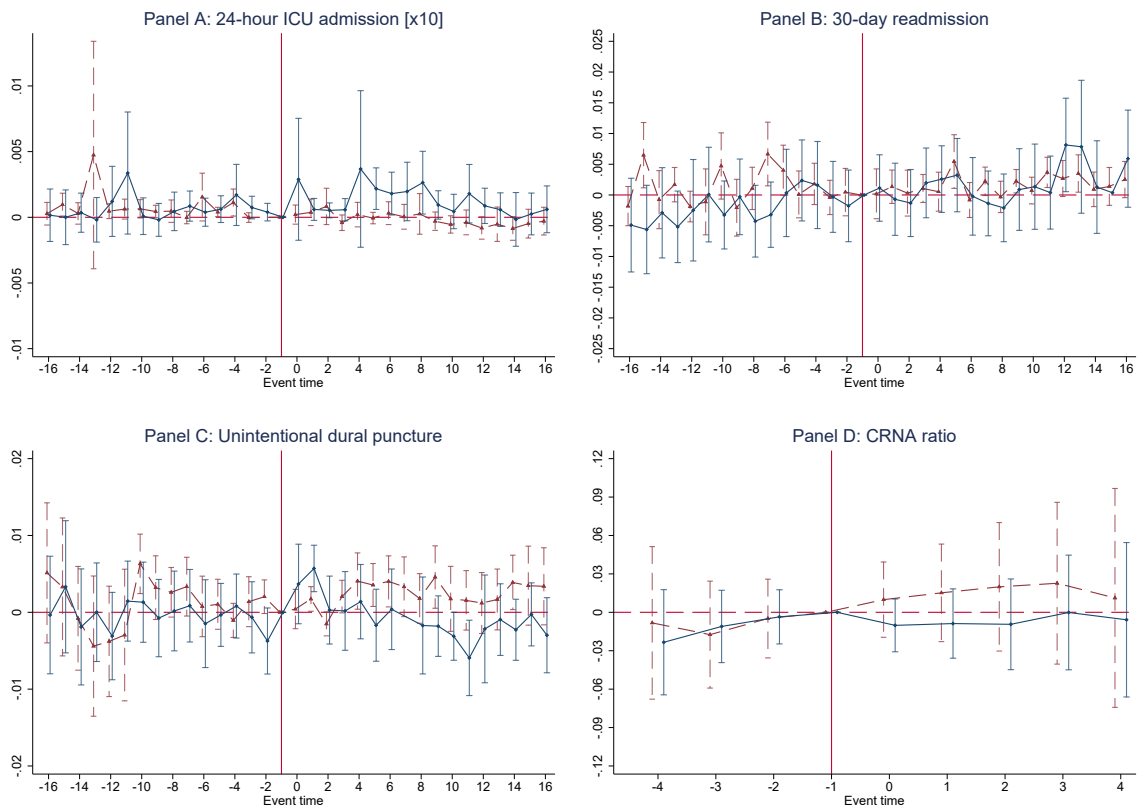 Panel A: 24-hour ICU admission [x10]
.01
.005
0
-.005
-.01
-16 -14 -12 -10 -8 -6 -4 -2 0 2 4 6 8 10 12 14 16
Event time
Panel B: 30-day readmission
.025
.02
.015
.01
.005
0
-.005
-.01
-.015
-.02
-.025
-16 -14 -12 -10 -8 -6 -4 -2 0 2 4 6 8 10 12 14 16
Event time
Panel C: Unintentional dural puncture
.02
.01
0
-.01
-.02
-16 -14 -12 -10 -8 -6 -4 -2 0 2 4 6 8 10 12 14 16
Event time
Panel D: CRNA ratio
.12
.09
.06
.03
0
-.03
-.06
-.09
-.12
-4 -3 -2 -1 0 1 2 3 4
Event time